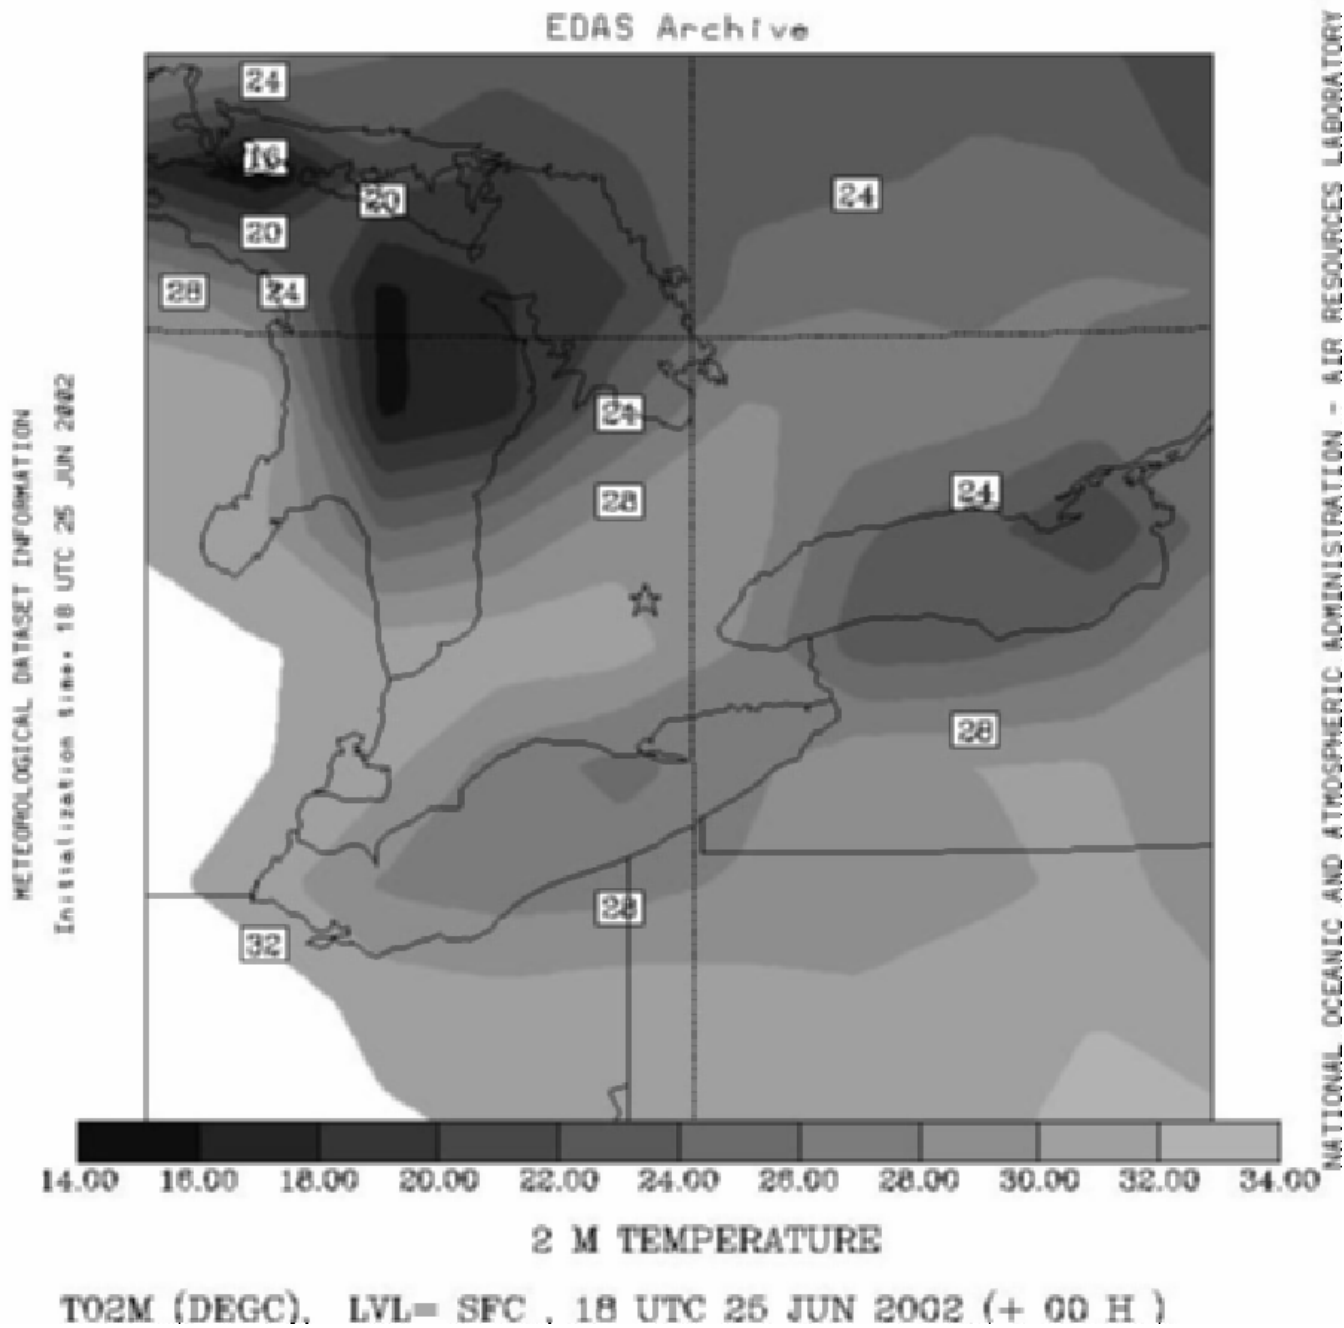 EDAS Archive
METEOROLOGICAL DATASET INFORMATION
Initialization time: 18 UTC 25 JUN 2002
NATIONAL OCEANIC AND ATMOSPHERIC ADMINISTRATION - AIR RESOURCES LABORATORY
24
16
20
24
20
28
24
24
28
24
28
28
32
14.00 16.00 18.00 20.00 22.00 24.00 26.00 28.00 30.00 32.00 34.00
2 M TEMPERATURE
T02M (DEGC), LVL= SFC , 18 UTC 25 JUN 2002 (+ 00 H )